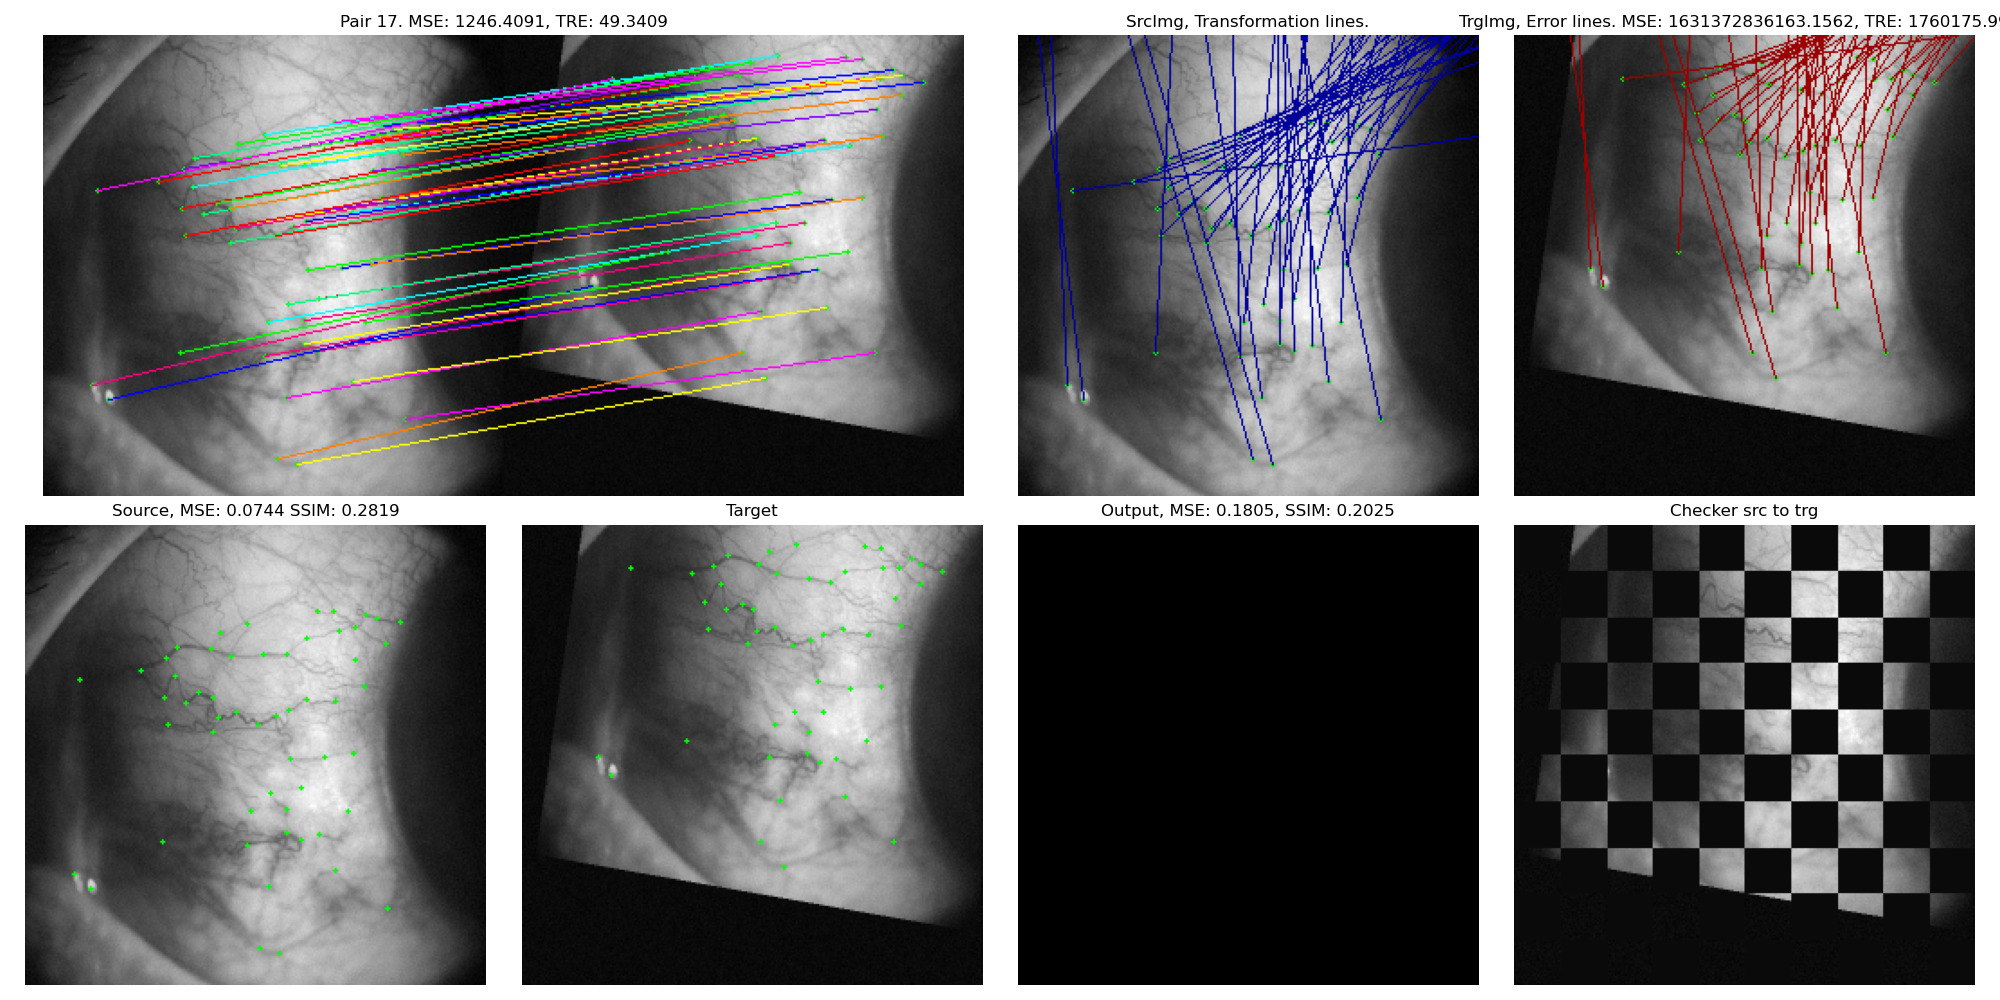 Pair 17. MSE: 1246.4091, TRE: 49.3409
SrcImg, Transformation lines.
TrgImg, Error lines. MSE: 1631372836163.1562, TRE: 1760175.9
Source, MSE: 0.0744 SSIM: 0.2819
Target
Output, MSE: 0.1805, SSIM: 0.2025
Checker src to trg